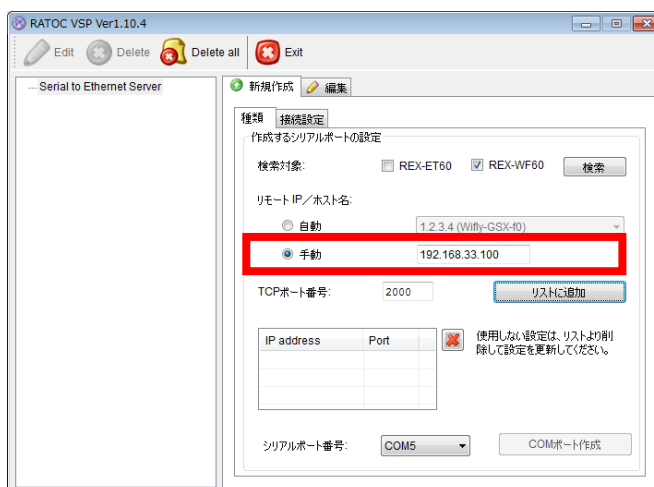 RATOC VSP Ver1.10.4
Edit Delete Delete all Exit
Serial to Ethernet Server
新規作成 編集
種類 接続設定
作成するシリアルポートの設定
検索対象: REX-ET60 REX-WF60 検索
リモートIP/ホスト名:
自動 1.2.3.4 (Wifly-GSX-f0)
手動 192.168.33.100
TCPポート番号: 2000 リストに追加
IP address Port
使用しない設定は、リストより削
除して設定を更新してください。
シリアルポート番号: COM5 COMポート作成